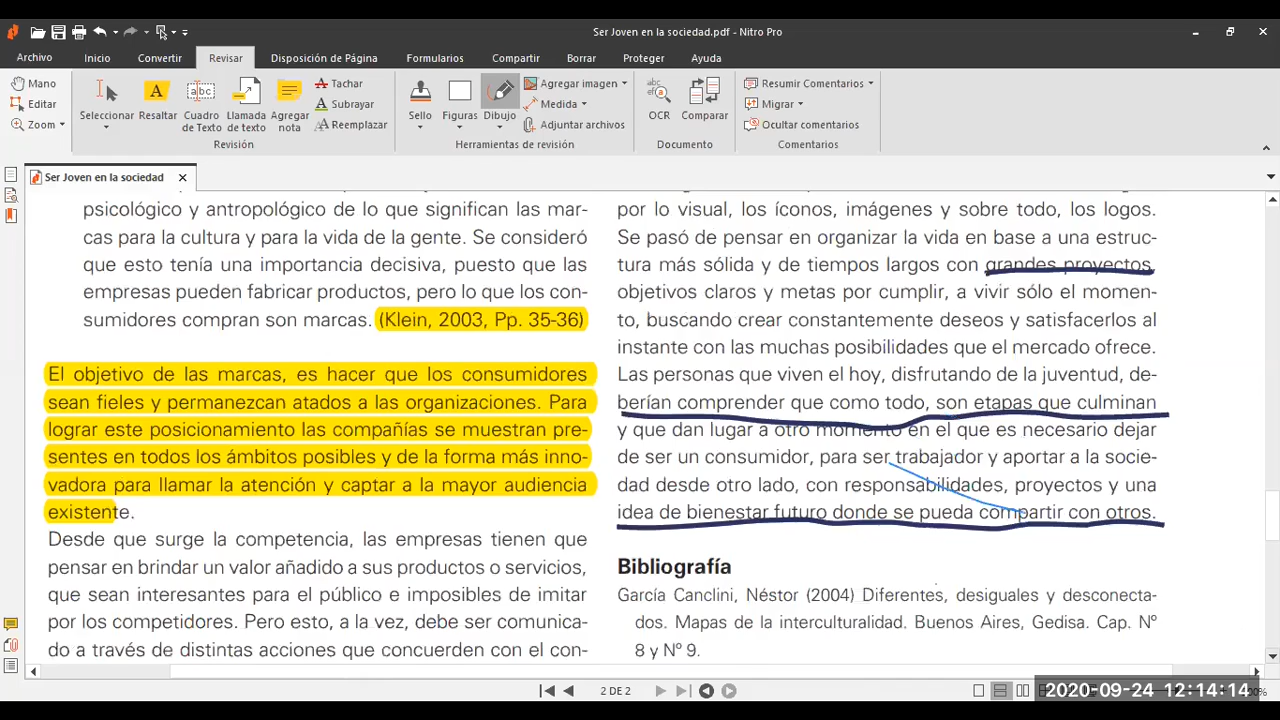 Ser Joven en la sociedad.pdf - Nitro Pro
Archivo Inicio Convertir Revisar Disposición de Página Formularios Compartir Borrar Proteger Ayuda
Mano
Editar
Zoom
Seleccionar
Resaltar
Cuadro de Texto
Llamada de texto
Agregar nota
Tachar
Subrayar
Reemplazar
Revisión
Sello
Figuras
Dibujo
Agregar imagen
Medida
Adjuntar archivos
Herramientas de revisión
OCR
Comparar
Documento
Resumir Comentarios
Migrar
Ocultar comentarios
Comentarios
Ser Joven en la sociedad
psicológico y antropológico de lo que significan las mar-
cas para la cultura y para la vida de la gente. Se consideró
que esto tenía una importancia decisiva, puesto que las
empresas pueden fabricar productos, pero lo que los con-
sumidores compran son marcas. (Klein, 2003, Pp. 35-36)
El objetivo de las marcas, es hacer que los consumidores
sean fieles y permanezcan atados a las organizaciones. Para
lograr este posicionamiento las compañías se muestran pre-
sentes en todos los ámbitos posibles y de la forma más inno-
vadora para llamar la atención y captar a la mayor audiencia
existente.
Desde que surge la competencia, las empresas tienen que
pensar en brindar un valor añadido a sus productos o servicios,
que sean interesantes para el público e imposibles de imitar
por los competidores. Pero esto, a la vez, debe ser comunica-
do a través de distintas acciones que concuerden con el con-
por lo visual, los íconos, imágenes y sobre todo, los logos.
Se pasó de pensar en organizar la vida en base a una estruc-
tura más sólida y de tiempos largos con grandes proyectos,
objetivos claros y metas por cumplir, a vivir sólo el momen-
to, buscando crear constantemente deseos y satisfacerlos al
instante con las muchas posibilidades que el mercado ofrece.
Las personas que viven el hoy, disfrutando de la juventud, de-
berían comprender que como todo, son etapas que culminan
y que dan lugar a otro momento en el que es necesario dejar
de ser un consumidor, para ser trabajador y aportar a la socie-
dad desde otro lado, con responsabilidades, proyectos y una
idea de bienestar futuro donde se pueda compartir con otros.
Bibliografía
García Canclini, Néstor (2004) Diferentes, desiguales y desconecta-
dos. Mapas de la interculturalidad. Buenos Aires, Gedisa. Cap. Nº
8 y Nº 9.
2 DE 2
2020-09-24 12:14:14